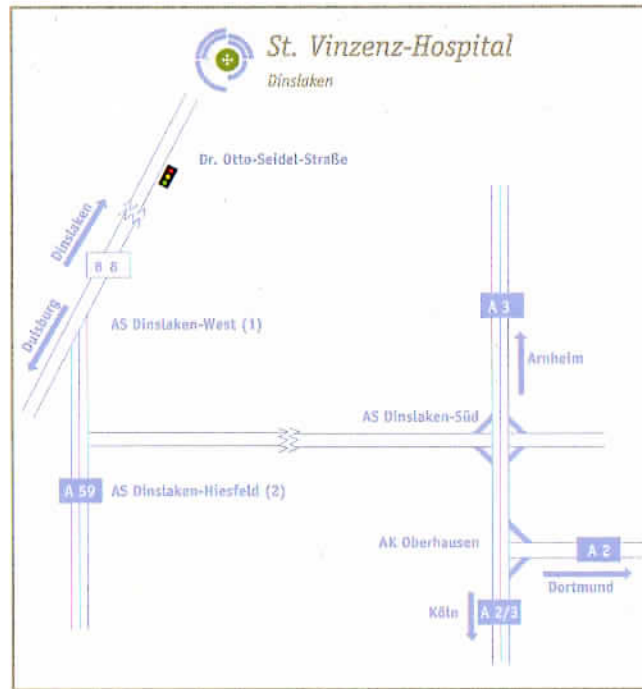 St. Vinzenz-Hospital
Dinslaken
Dr. Otto-Seidel-Straße
Dinslaken
B 8
Duisburg
AS Dinslaken-West (1)
A 3
Arnheim
AS Dinslaken-Süd
A 59
AS Dinslaken-Hiesfeld (2)
AK Oberhausen
A 2
Dortmund
Köln
A 2/3